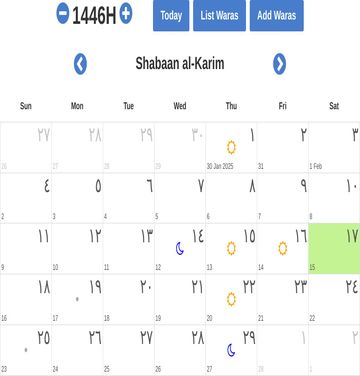 1446H
Today
List Waras
Add Waras
Shabaan al-Karim
Sun Mon Tue Wed Thu Fri Sat
٢٧ ٢٨ ٢٩ ٣٠ ١ ٢ ٣
26 27 28 29 30 Jan 2025 31 1 Feb
٤ ٥ ٦ ٧ ٨ ٩ ١٠
2 3 4 5 6 7 8
١١ ١٢ ١٣ ١٤ ١٥ ١٦ ١٧
9 10 11 12 13 14 15
١٨ ١٩ ٢٠ ٢١ ٢٢ ٢٣ ٢٤
16 17 18 19 20 21 22
٢٥ ٢٦ ٢٧ ٢٨ ٢٩ ١ ٢
23 24 25 26 27 28 1